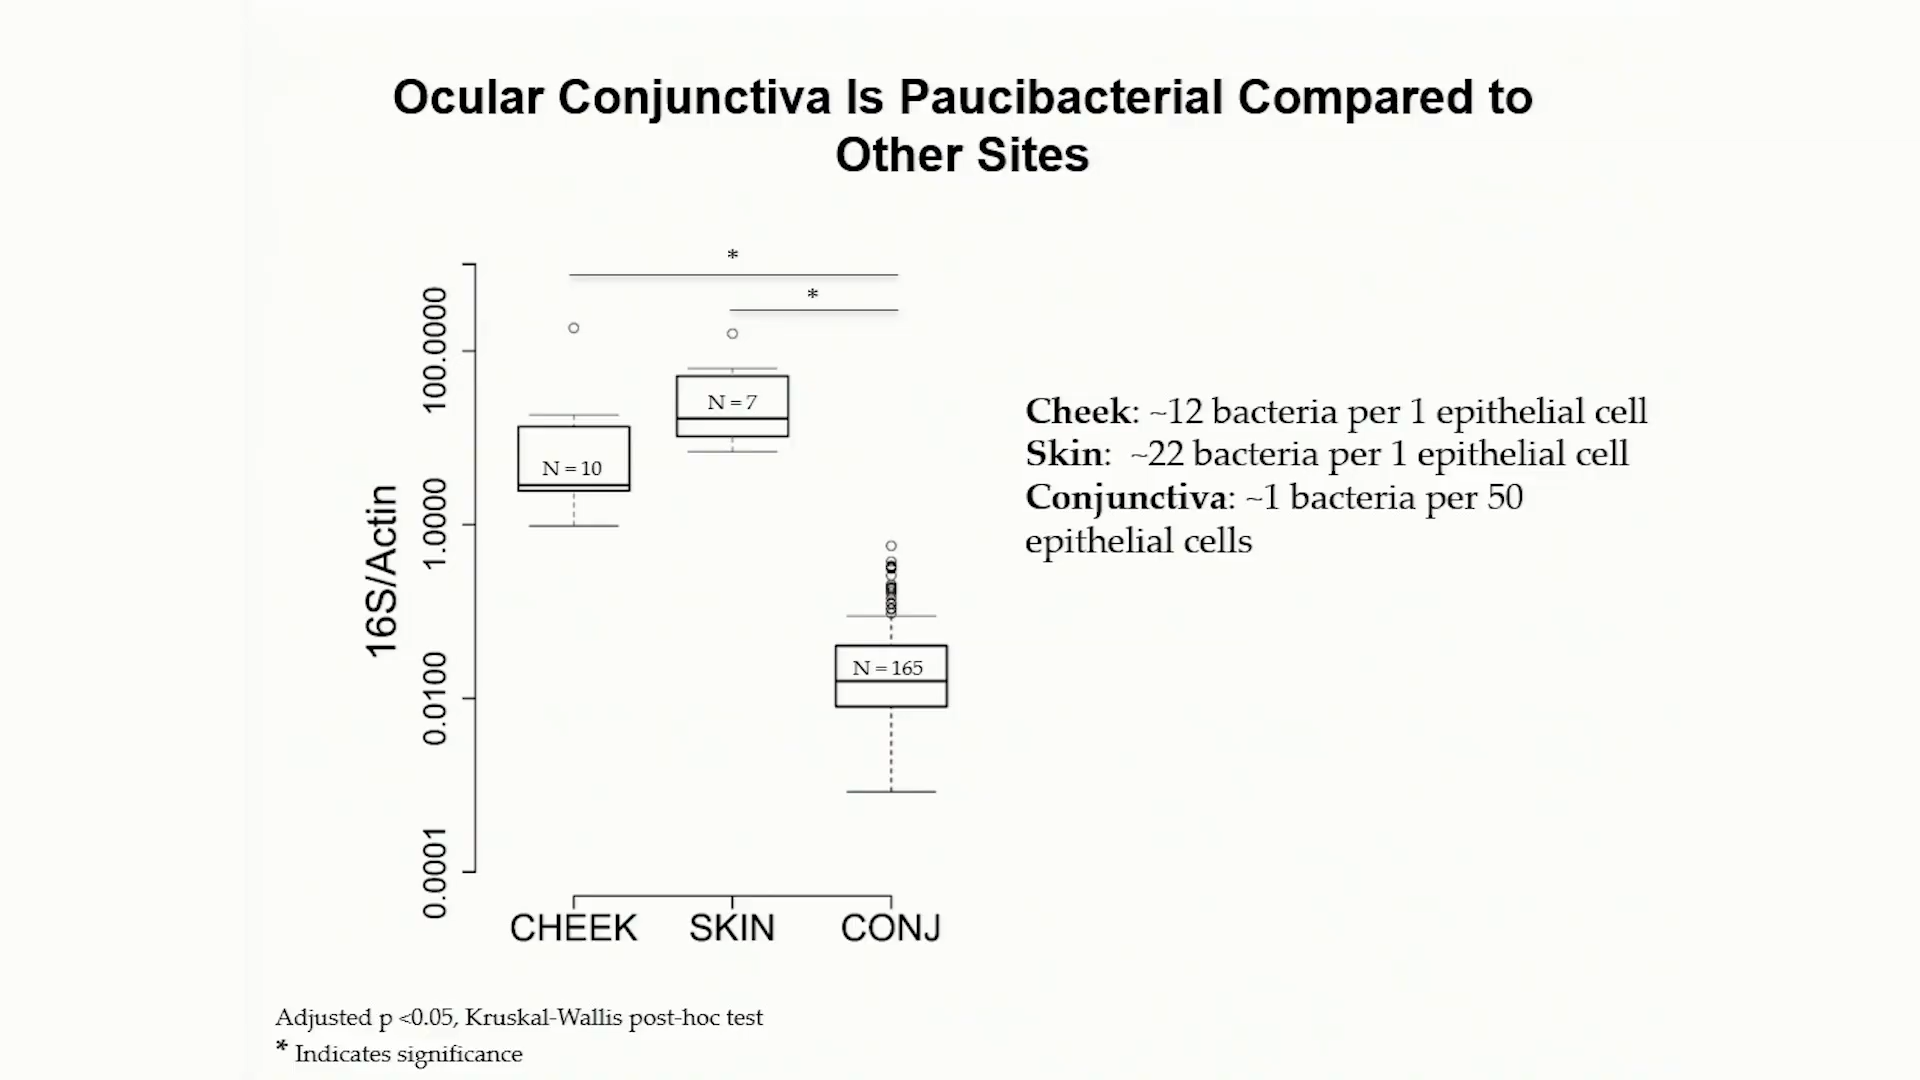 Ocular Conjunctiva Is Paucibacterial Compared to
Other Sites
*
*
100.0000
1.0000
0.0100
0.0001
16S/Actin
N = 10
N = 7
N = 165
CHEEK SKIN CONJ
Cheek: ~12 bacteria per 1 epithelial cell
Skin: ~22 bacteria per 1 epithelial cell
Conjunctiva: ~1 bacteria per 50
epithelial cells
Adjusted p <0.05, Kruskal-Wallis post-hoc test
* Indicates significance